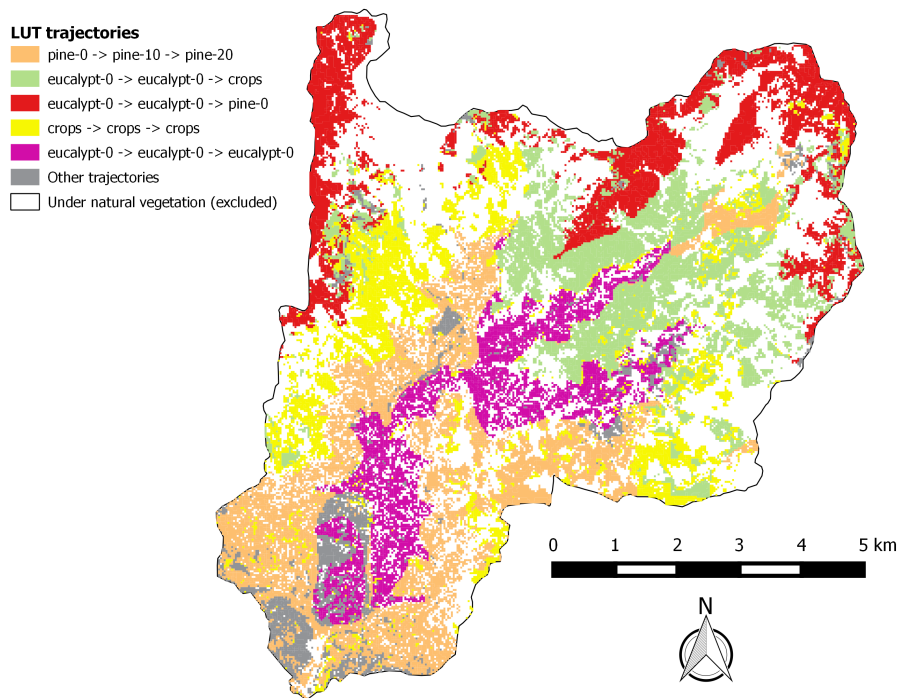 LUT trajectories
pine-0 -> pine-10 -> pine-20
eucalypt-0 -> eucalypt-0 -> crops
eucalypt-0 -> eucalypt-0 -> pine-0
crops -> crops -> crops
eucalypt-0 -> eucalypt-0 -> eucalypt-0
Other trajectories
Under natural vegetation (excluded)
0 1 2 3 4 5 km
N